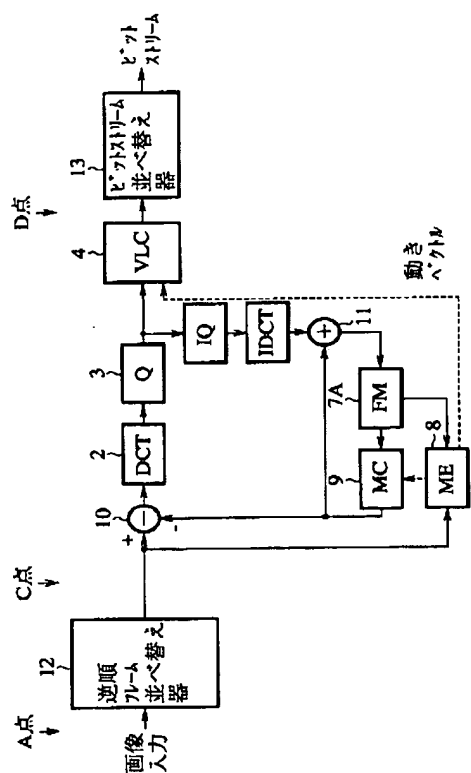 A点
画像
入力
12
逆順
フレーム
並べ替え
器
C点
10
+
-
−
2
DCT
3
Q
4
VLC
D点
13
ビットストリーム
並べ替え
器
ビット
ストリーム
IQ
IDCT
+
11
7A
FM
9
MC
8
ME
動き
ベクトル